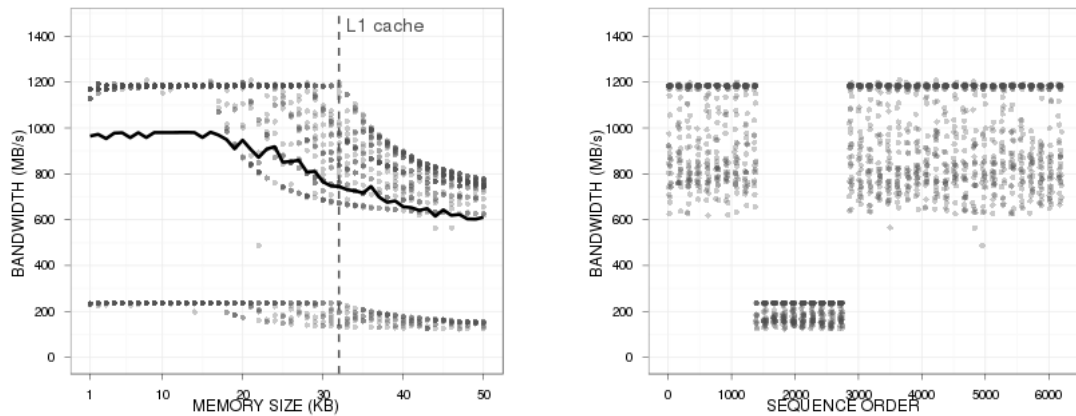 L1 cache
1400
1200
1000
800
600
400
200
0
BANDWIDTH (MB/s)
1 10 20 30 40 50
MEMORY SIZE (KB)
1400
1200
1000
800
600
400
200
0
BANDWIDTH (MB/s)
0 1000 2000 3000 4000 5000 6000
SEQUENCE ORDER